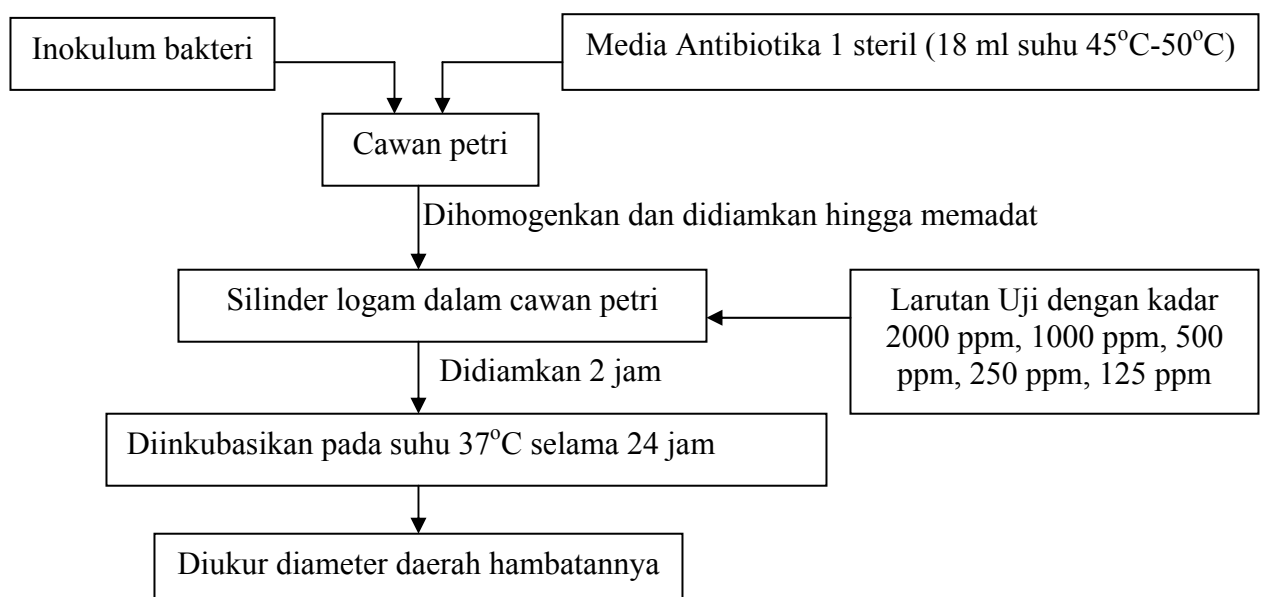 Inokulum bakteri
Media Antibiotika 1 steril (18 ml suhu 45°C-50°C)
Cawan petri
Dihomogenkan dan didiamkan hingga memadat
Silinder logam dalam cawan petri
Larutan Uji dengan kadar
2000 ppm, 1000 ppm, 500
ppm, 250 ppm, 125 ppm
Didiamkan 2 jam
Diinkubasikan pada suhu 37°C selama 24 jam
Diukur diameter daerah hambatannya